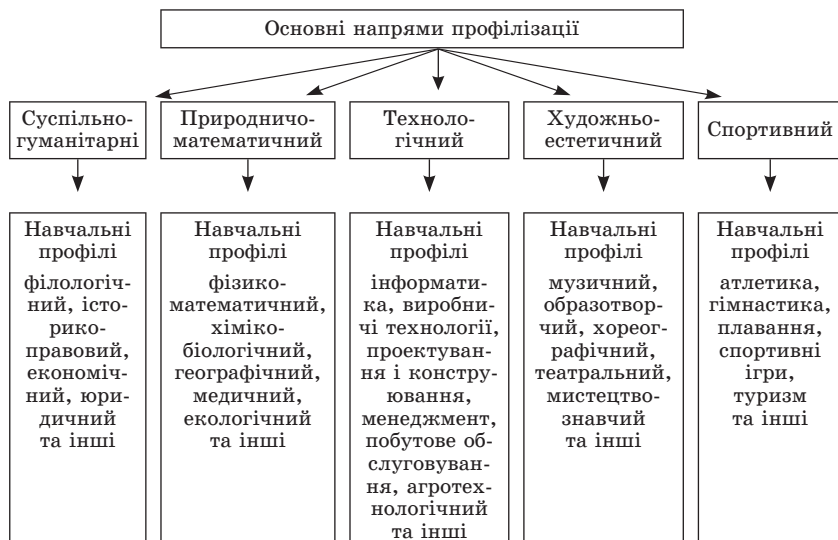 Основні напрями профілізації
Суспільно-
гуманітарні
Природничо-
математичний
Техноло-
гічний
Художньо-
естетичний
Спортивний
Навчальні
профілі
філологіч-
ний, істо-
рико-
правовий,
економіч-
ний, юри-
дичний
та інші
Навчальні
профілі
фізико-
математичний,
хіміко-
біологічний,
географічний,
медичний,
екологічний
та інші
Навчальні
профілі
інформати-
ка, виробни-
чі технології,
проектуван-
ня і констру-
ювання,
менеджмент,
побутове об-
слуговуван-
ня, агротех-
нологічний
та інші
Навчальні
профілі
музичний,
образотвор-
чий, хореог-
рафічний,
театральний,
мистецтво-
знавчий
та інші
Навчальні
профілі
атлетика,
гімнастика,
плавання,
спортивні
ігри,
туризм
та інші